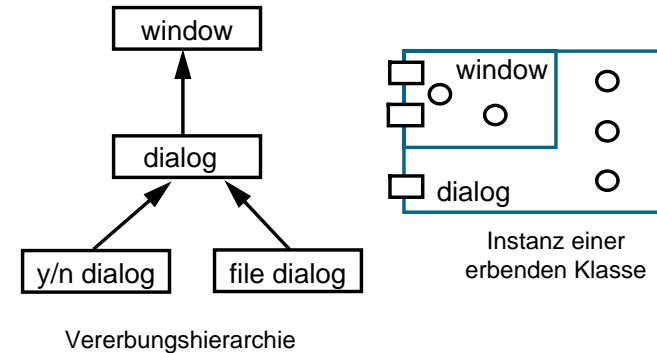 window
dialog
y/n dialog
file dialog
Vererbungshierarchie
window
dialog
Instanz einer
erbenden Klasse